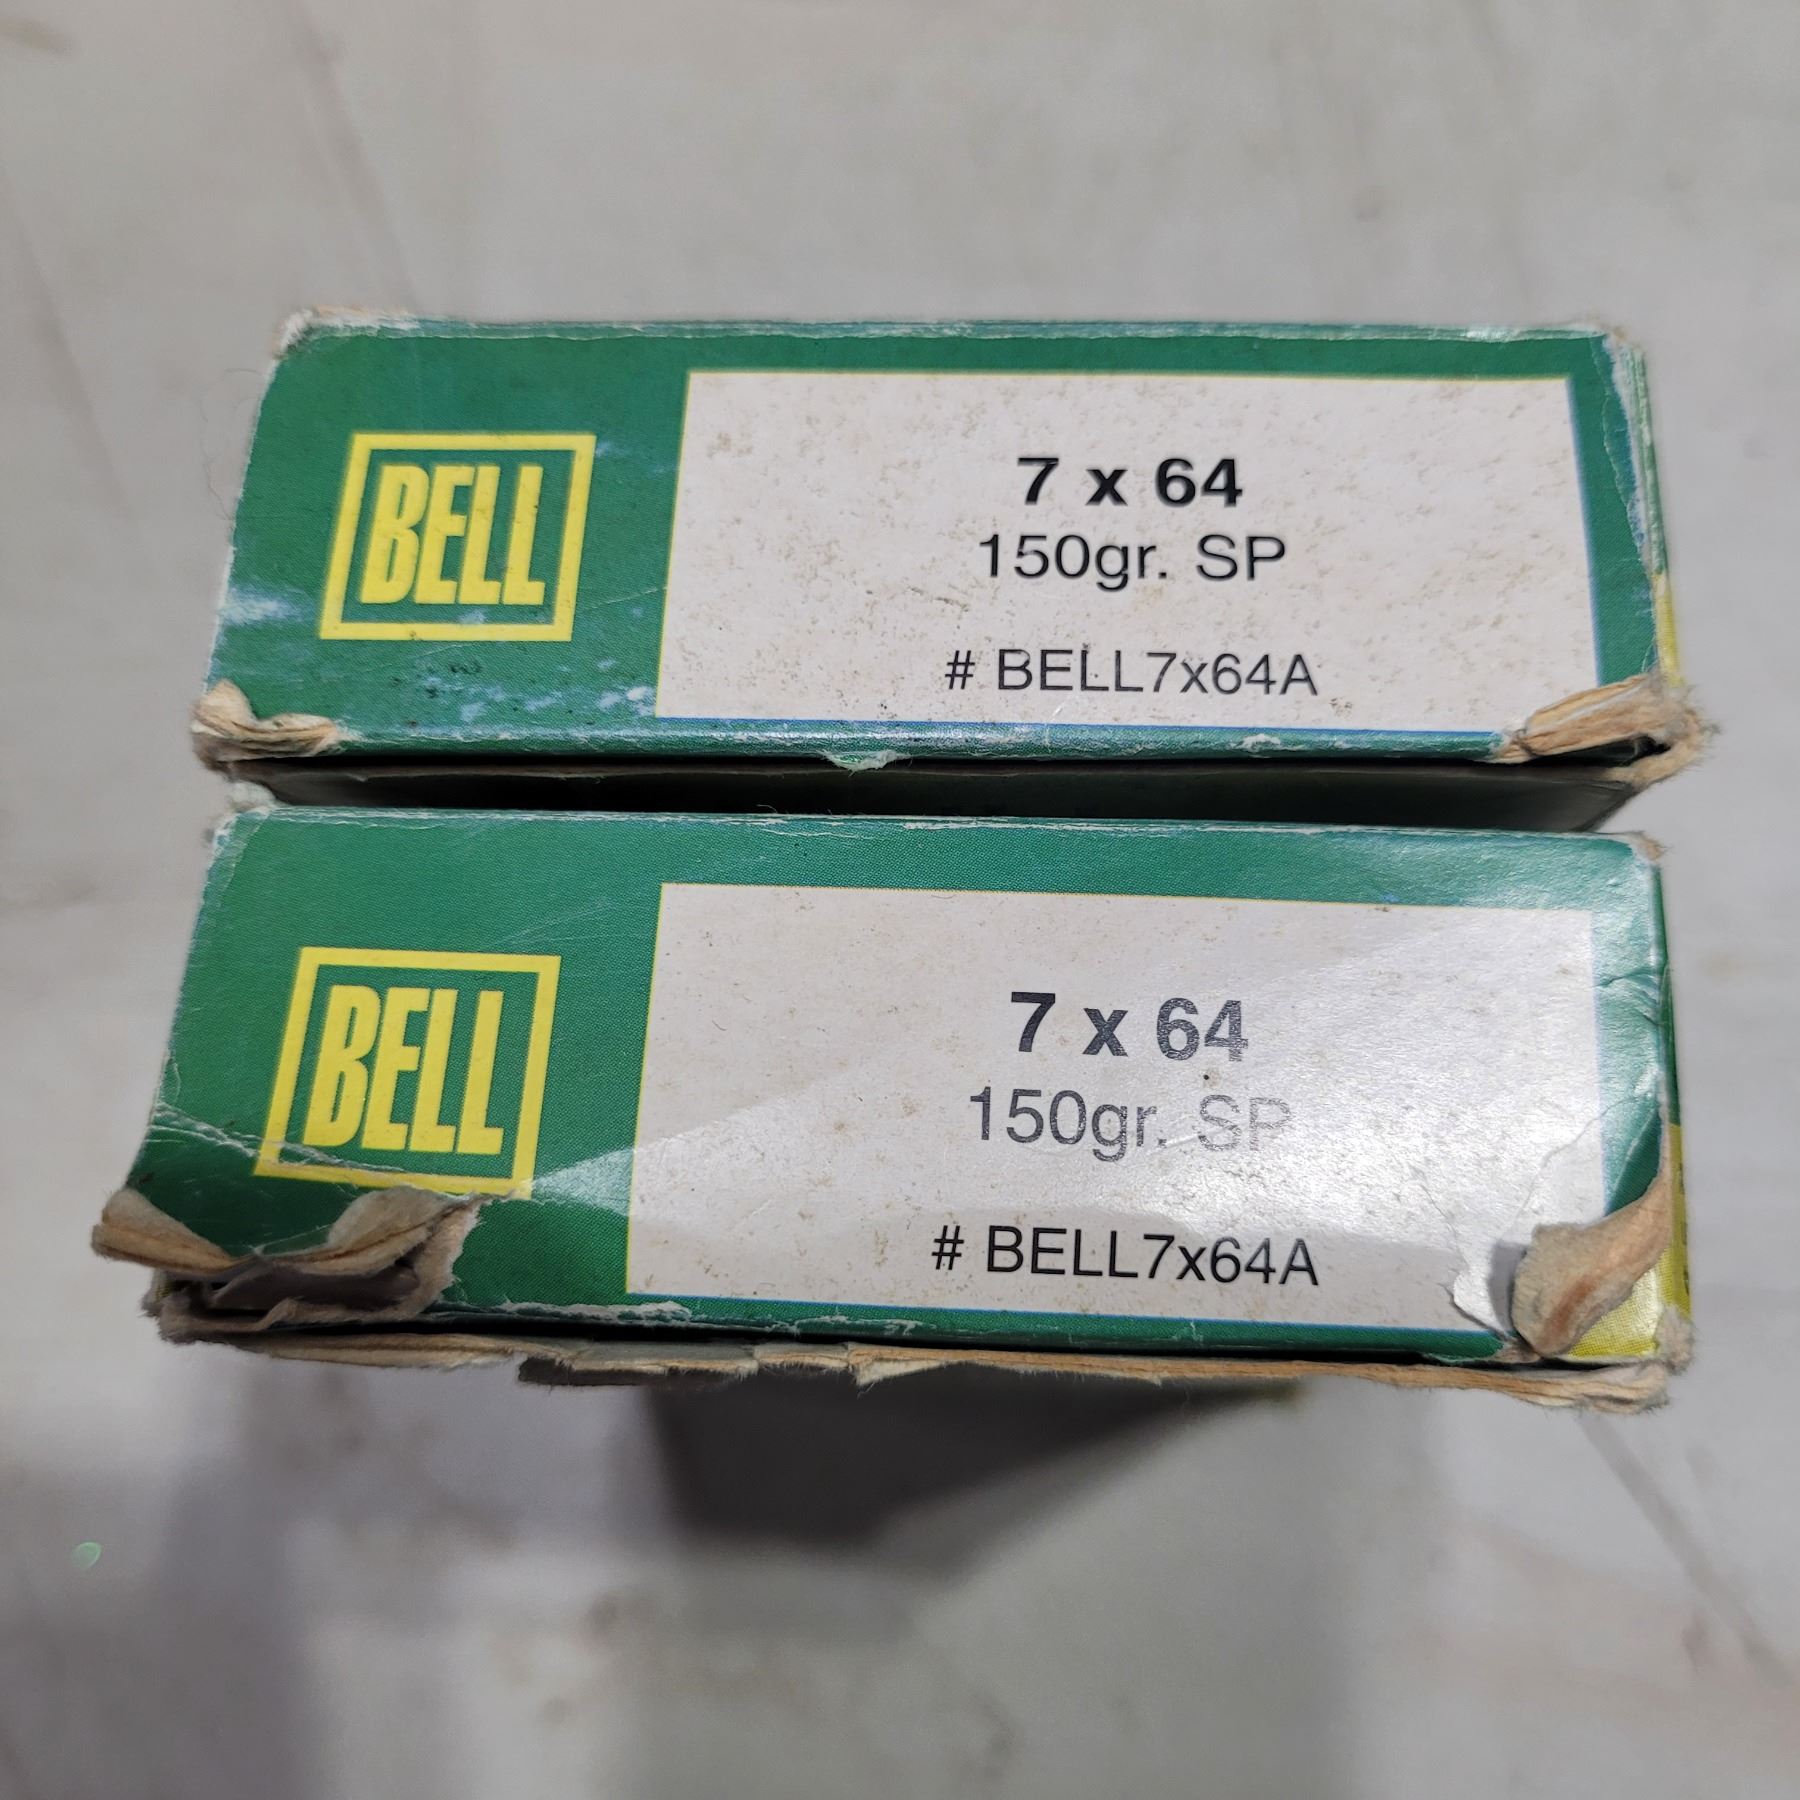 BELL
7 x 64
150gr. SP
# BELL7x64A
BELL
7 x 64
150gr. SP
# BELL7x64A